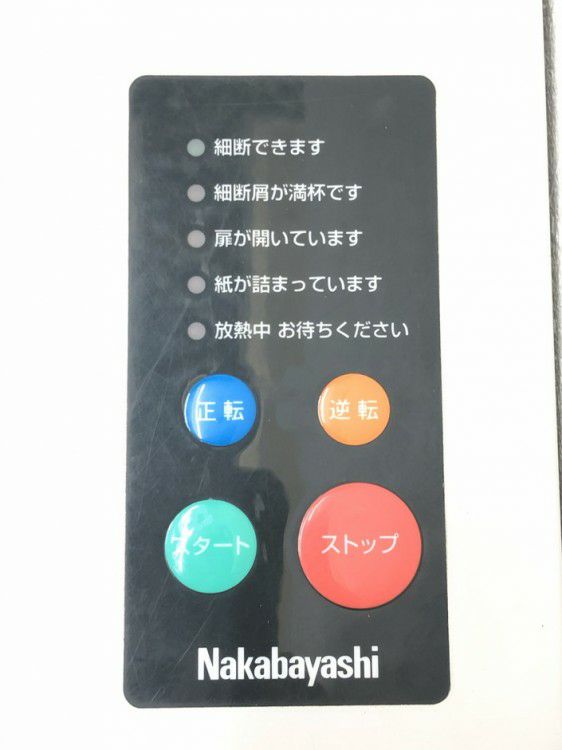 細断できます
細断屑が満杯です
扉が開いています
紙が詰まっています
放熱中 お待ちください
正転 逆転
スタート ストップ
Nakabayashi